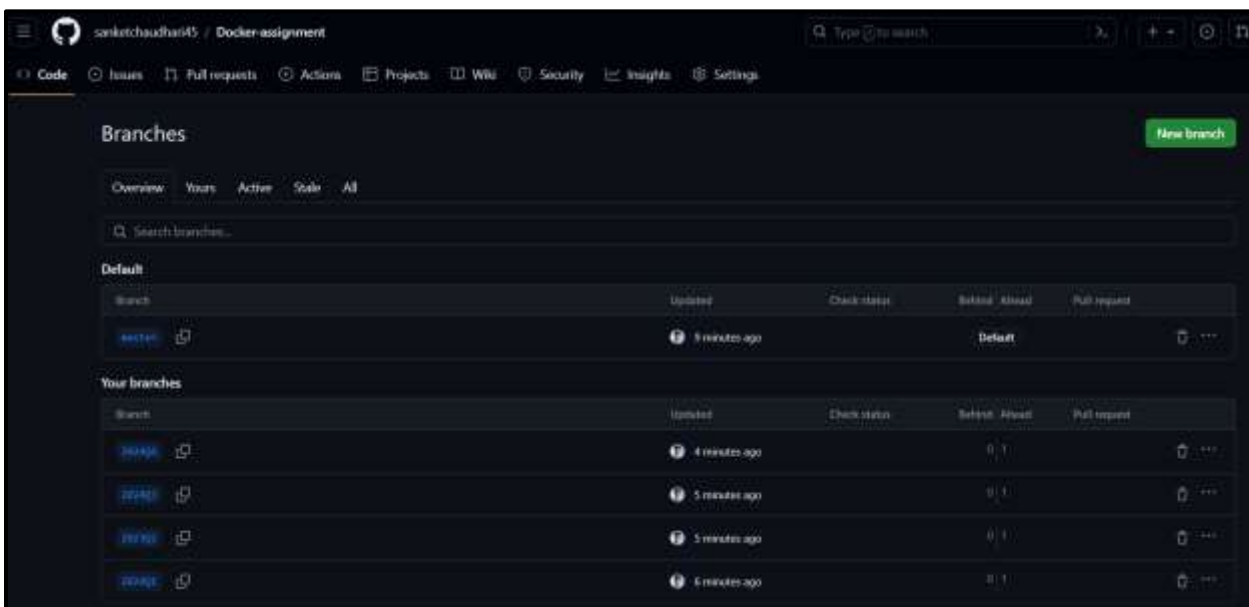 sanketchaudhari45 / Docker-assignment
Type / to search
Code Issues Pull requests Actions Projects Wiki Security Insights Settings
Branches
New branch
Overview Yours Active Stale All
Search branches...
Default
Branch Updated Check status Behind Ahead Pull request
master 9 minutes ago Default
Your branches
Branch Updated Check status Behind Ahead Pull request
4 minutes ago 0 1
5 minutes ago 0 1
5 minutes ago 0 1
6 minutes ago 0 1